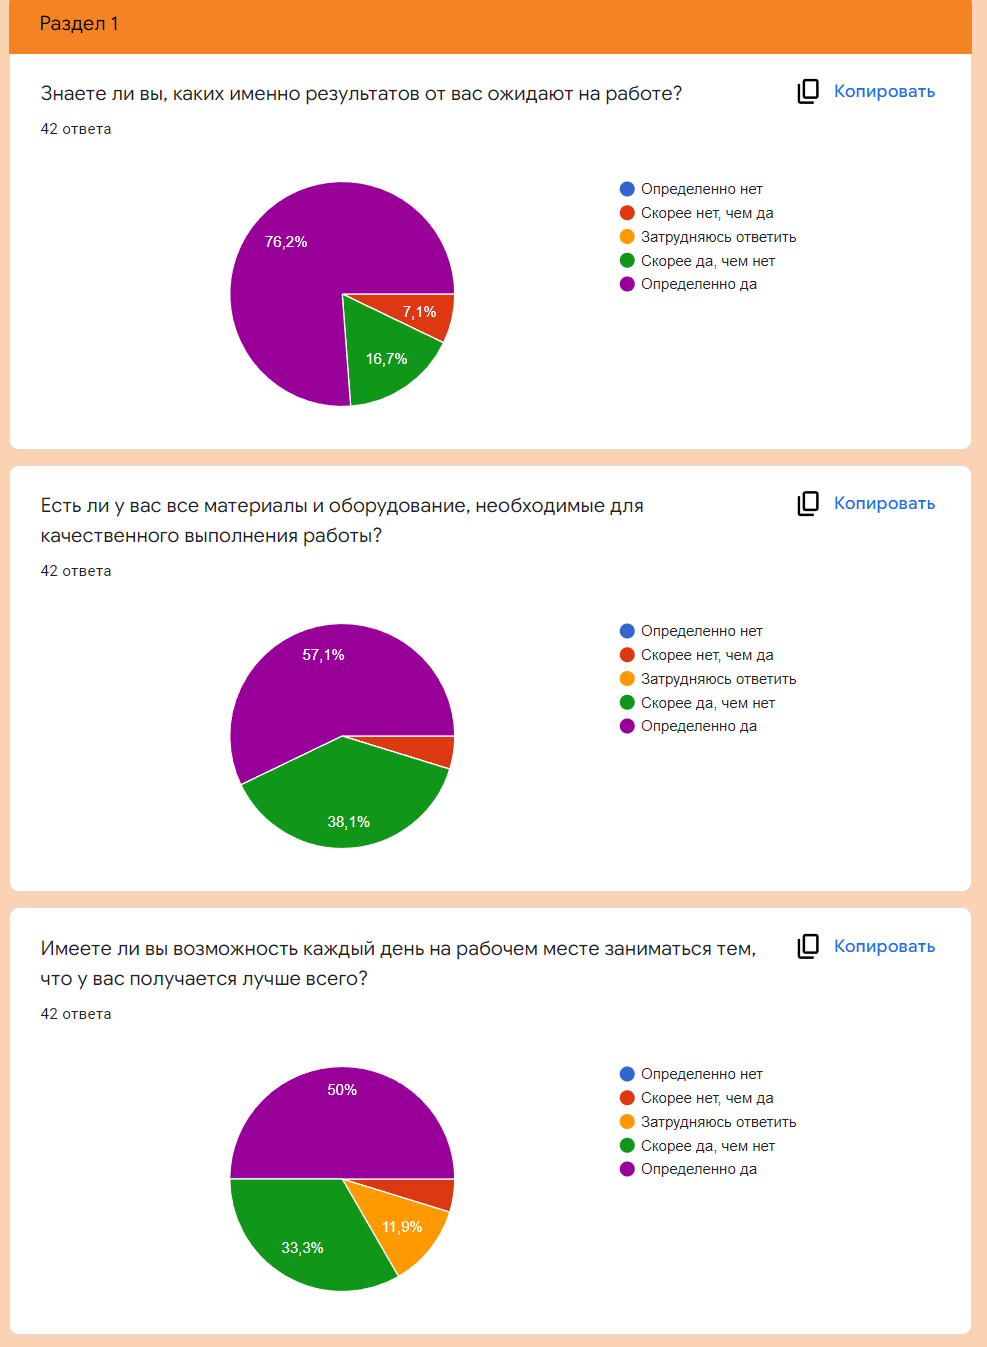 Раздел 1
Знаете ли вы, каких именно результатов от вас ожидают на работе?
Копировать
42 ответа
76,2%
7,1%
16,7%
Определенно нет
Скорее нет, чем да
Затрудняюсь ответить
Скорее да, чем нет
Определенно да
Есть ли у вас все материалы и оборудование, необходимые для
качественного выполнения работы?
Копировать
42 ответа
57,1%
38,1%
Определенно нет
Скорее нет, чем да
Затрудняюсь ответить
Скорее да, чем нет
Определенно да
Имеете ли вы возможность каждый день на рабочем месте заниматься тем,
что у вас получается лучше всего?
Копировать
42 ответа
50%
11,9%
33,3%
Определенно нет
Скорее нет, чем да
Затрудняюсь ответить
Скорее да, чем нет
Определенно да